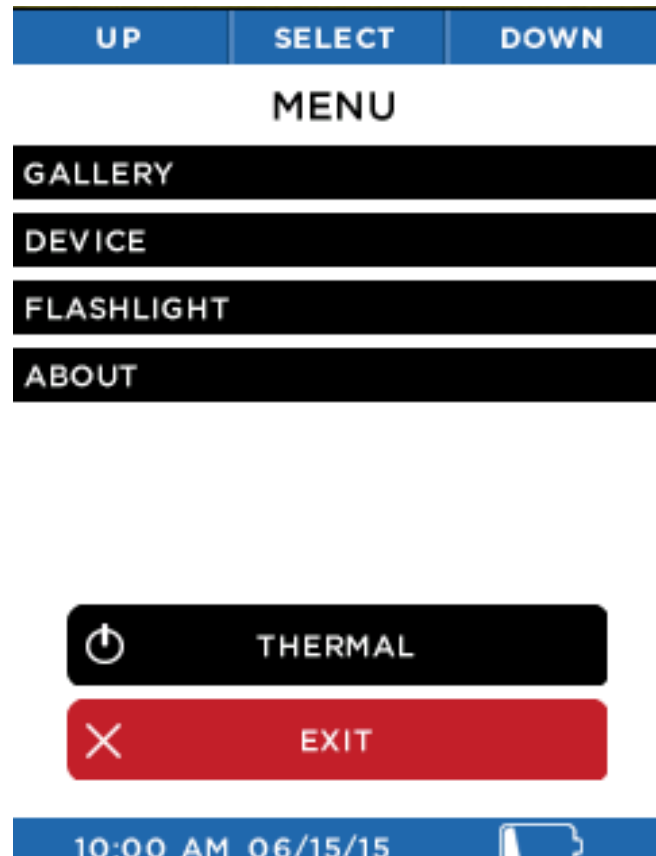 UP SELECT DOWN
MENU
GALLERY
DEVICE
FLASHLIGHT
ABOUT
THERMAL
EXIT
10:00 AM 06/15/15